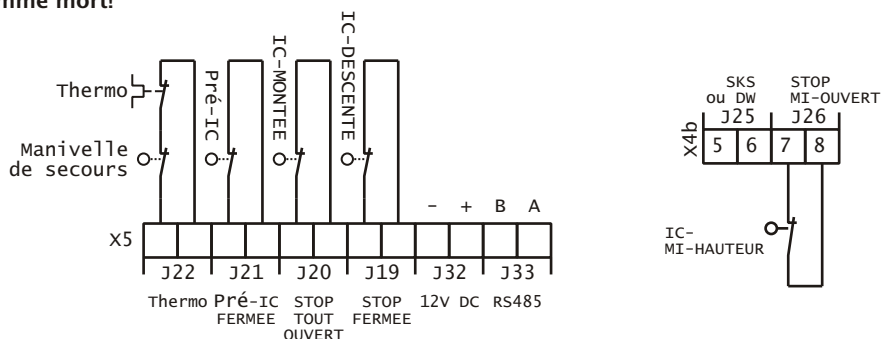 mme mort!
Thermo
Manivelle
de secours
Pré-IC
IC-MONTEE
IC-DESCENTE
- + B A
X5
J22 J21 J20 J19 J32 J33
Thermo Pré-IC STOP STOP 12V DC RS485
FERMEE TOUT FERMEE
OUVERT
SKS STOP
ou DW MI-OUVERT
J25 J26
X4b
5 6 7 8
IC-
MI-HAUTEUR